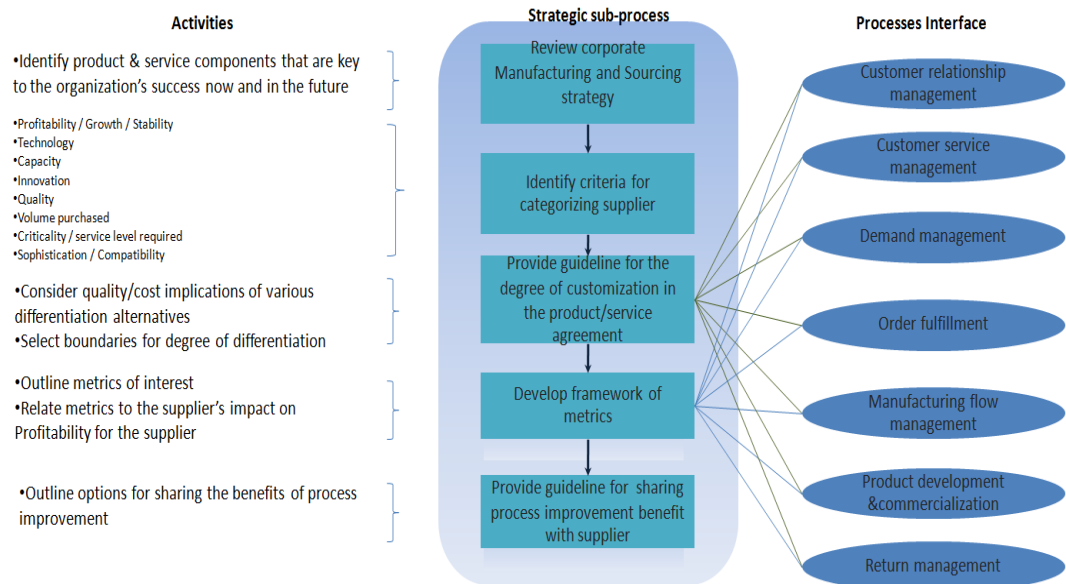 Activities
•Identify product & service components that are key
to the organization's success now and in the future
•Profitability / Growth / Stability
•Technology
•Capacity
•Innovation
•Quality
•Volume purchased
•Criticality / service level required
•Sophistication / Compatibility
•Consider quality/cost implications of various
differentiation alternatives
•Select boundaries for degree of differentiation
•Outline metrics of interest
•Relate metrics to the supplier's impact on
Profitability for the supplier
•Outline options for sharing the benefits of process
improvement
Strategic sub-process
Review corporate
Manufacturing and Sourcing
strategy
Identify criteria for
categorizing supplier
Provide guideline for the
degree of customization in
the product/service
agreement
Develop framework of
metrics
Provide guideline for sharing
process improvement benefit
with supplier
Processes Interface
Customer relationship
management
Customer service
management
Demand management
Order fulfillment
Manufacturing flow
management
Product development
&commercialization
Return management